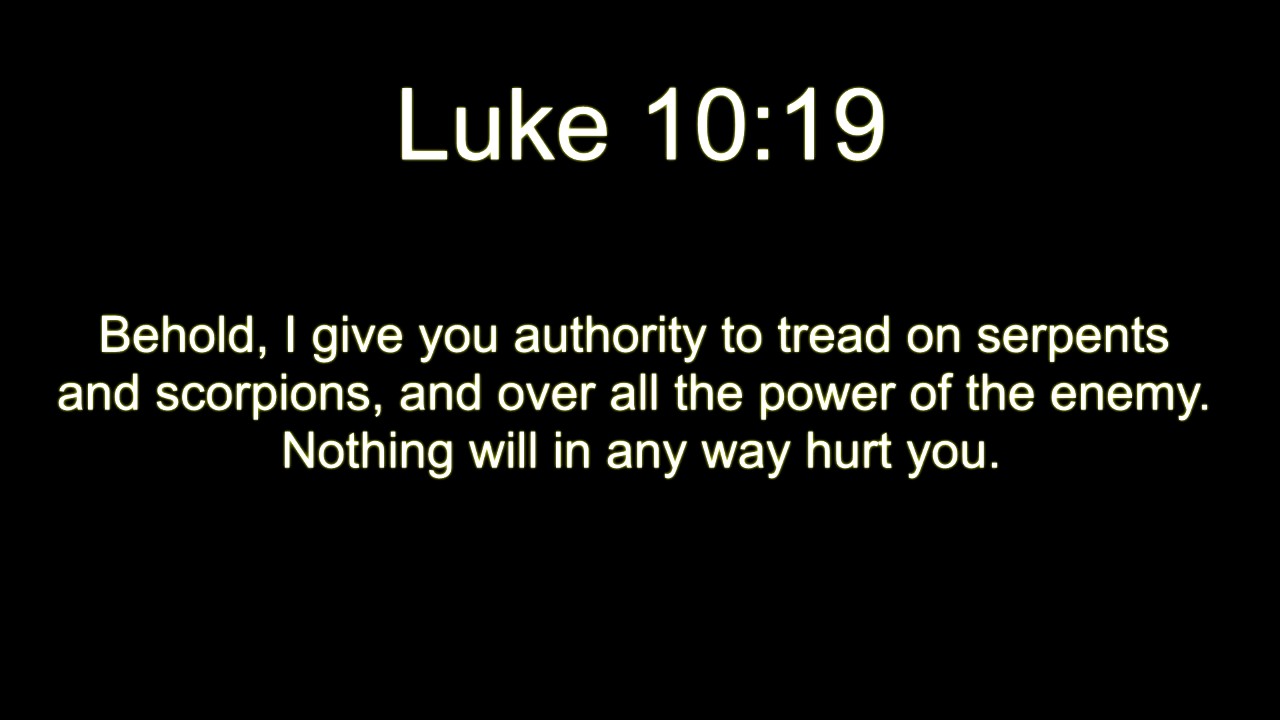 Luke 10:19
Behold, I give you authority to tread on serpents
and scorpions, and over all the power of the enemy.
Nothing will in any way hurt you.